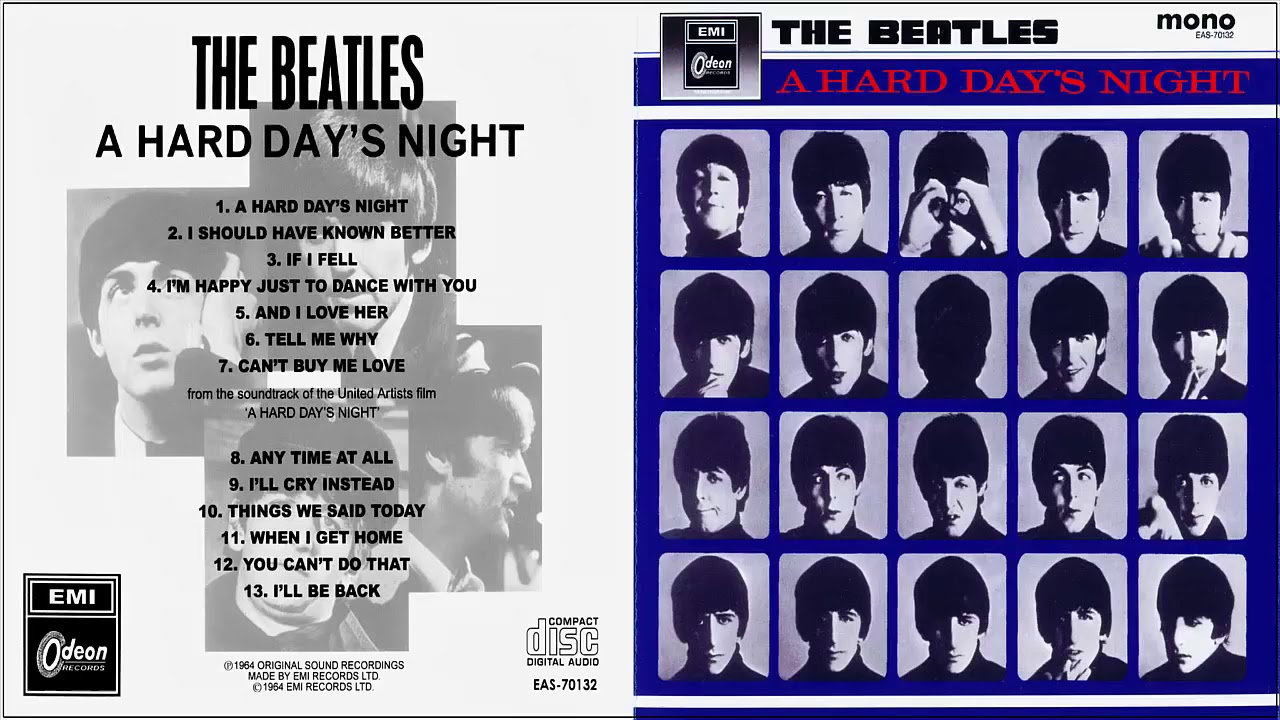 THE BEATLES
A HARD DAY'S NIGHT
1. A HARD DAY'S NIGHT
2. I SHOULD HAVE KNOWN BETTER
3. IF I FELL
4. I'M HAPPY JUST TO DANCE WITH YOU
5. AND I LOVE HER
6. TELL ME WHY
7. CAN'T BUY ME LOVE
from the soundtrack of the United Artists film
'A HARD DAY'S NIGHT'
8. ANY TIME AT ALL
9. I'LL CRY INSTEAD
10. THINGS WE SAID TODAY
11. WHEN I GET HOME
12. YOU CAN'T DO THAT
13. I'LL BE BACK
EMI
Odeon
RECORDS
℗1964 ORIGINAL SOUND RECORDINGS
MADE BY EMI RECORDS LTD.
©1964 EMI RECORDS LTD.
COMPACT
disc
DIGITAL AUDIO
EAS-70132
EMI
Odeon
RECORDS
THE BEATLES
mono
EAS-70132
A HARD DAY'S NIGHT